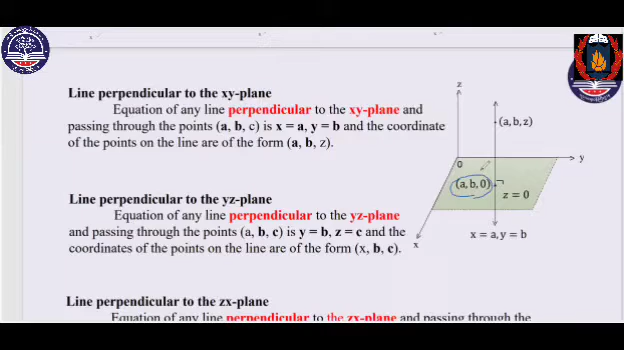 Line perpendicular to the xy-plane
Equation of any line perpendicular to the xy-plane and
passing through the points (a, b, c) is x = a, y = b and the coordinate
of the points on the line are of the form (a, b, z).
Line perpendicular to the yz-plane
Equation of any line perpendicular to the yz-plane
and passing through the points (a, b, c) is y = b, z = c and the
coordinates of the points on the line are of the form (x, b, c).
Line perpendicular to the zx-plane
Equation of any line perpendicular to the zx-plane and passing through the
z
(a, b, z)
0
y
(a, b, 0)
z = 0
x
x = a, y = b